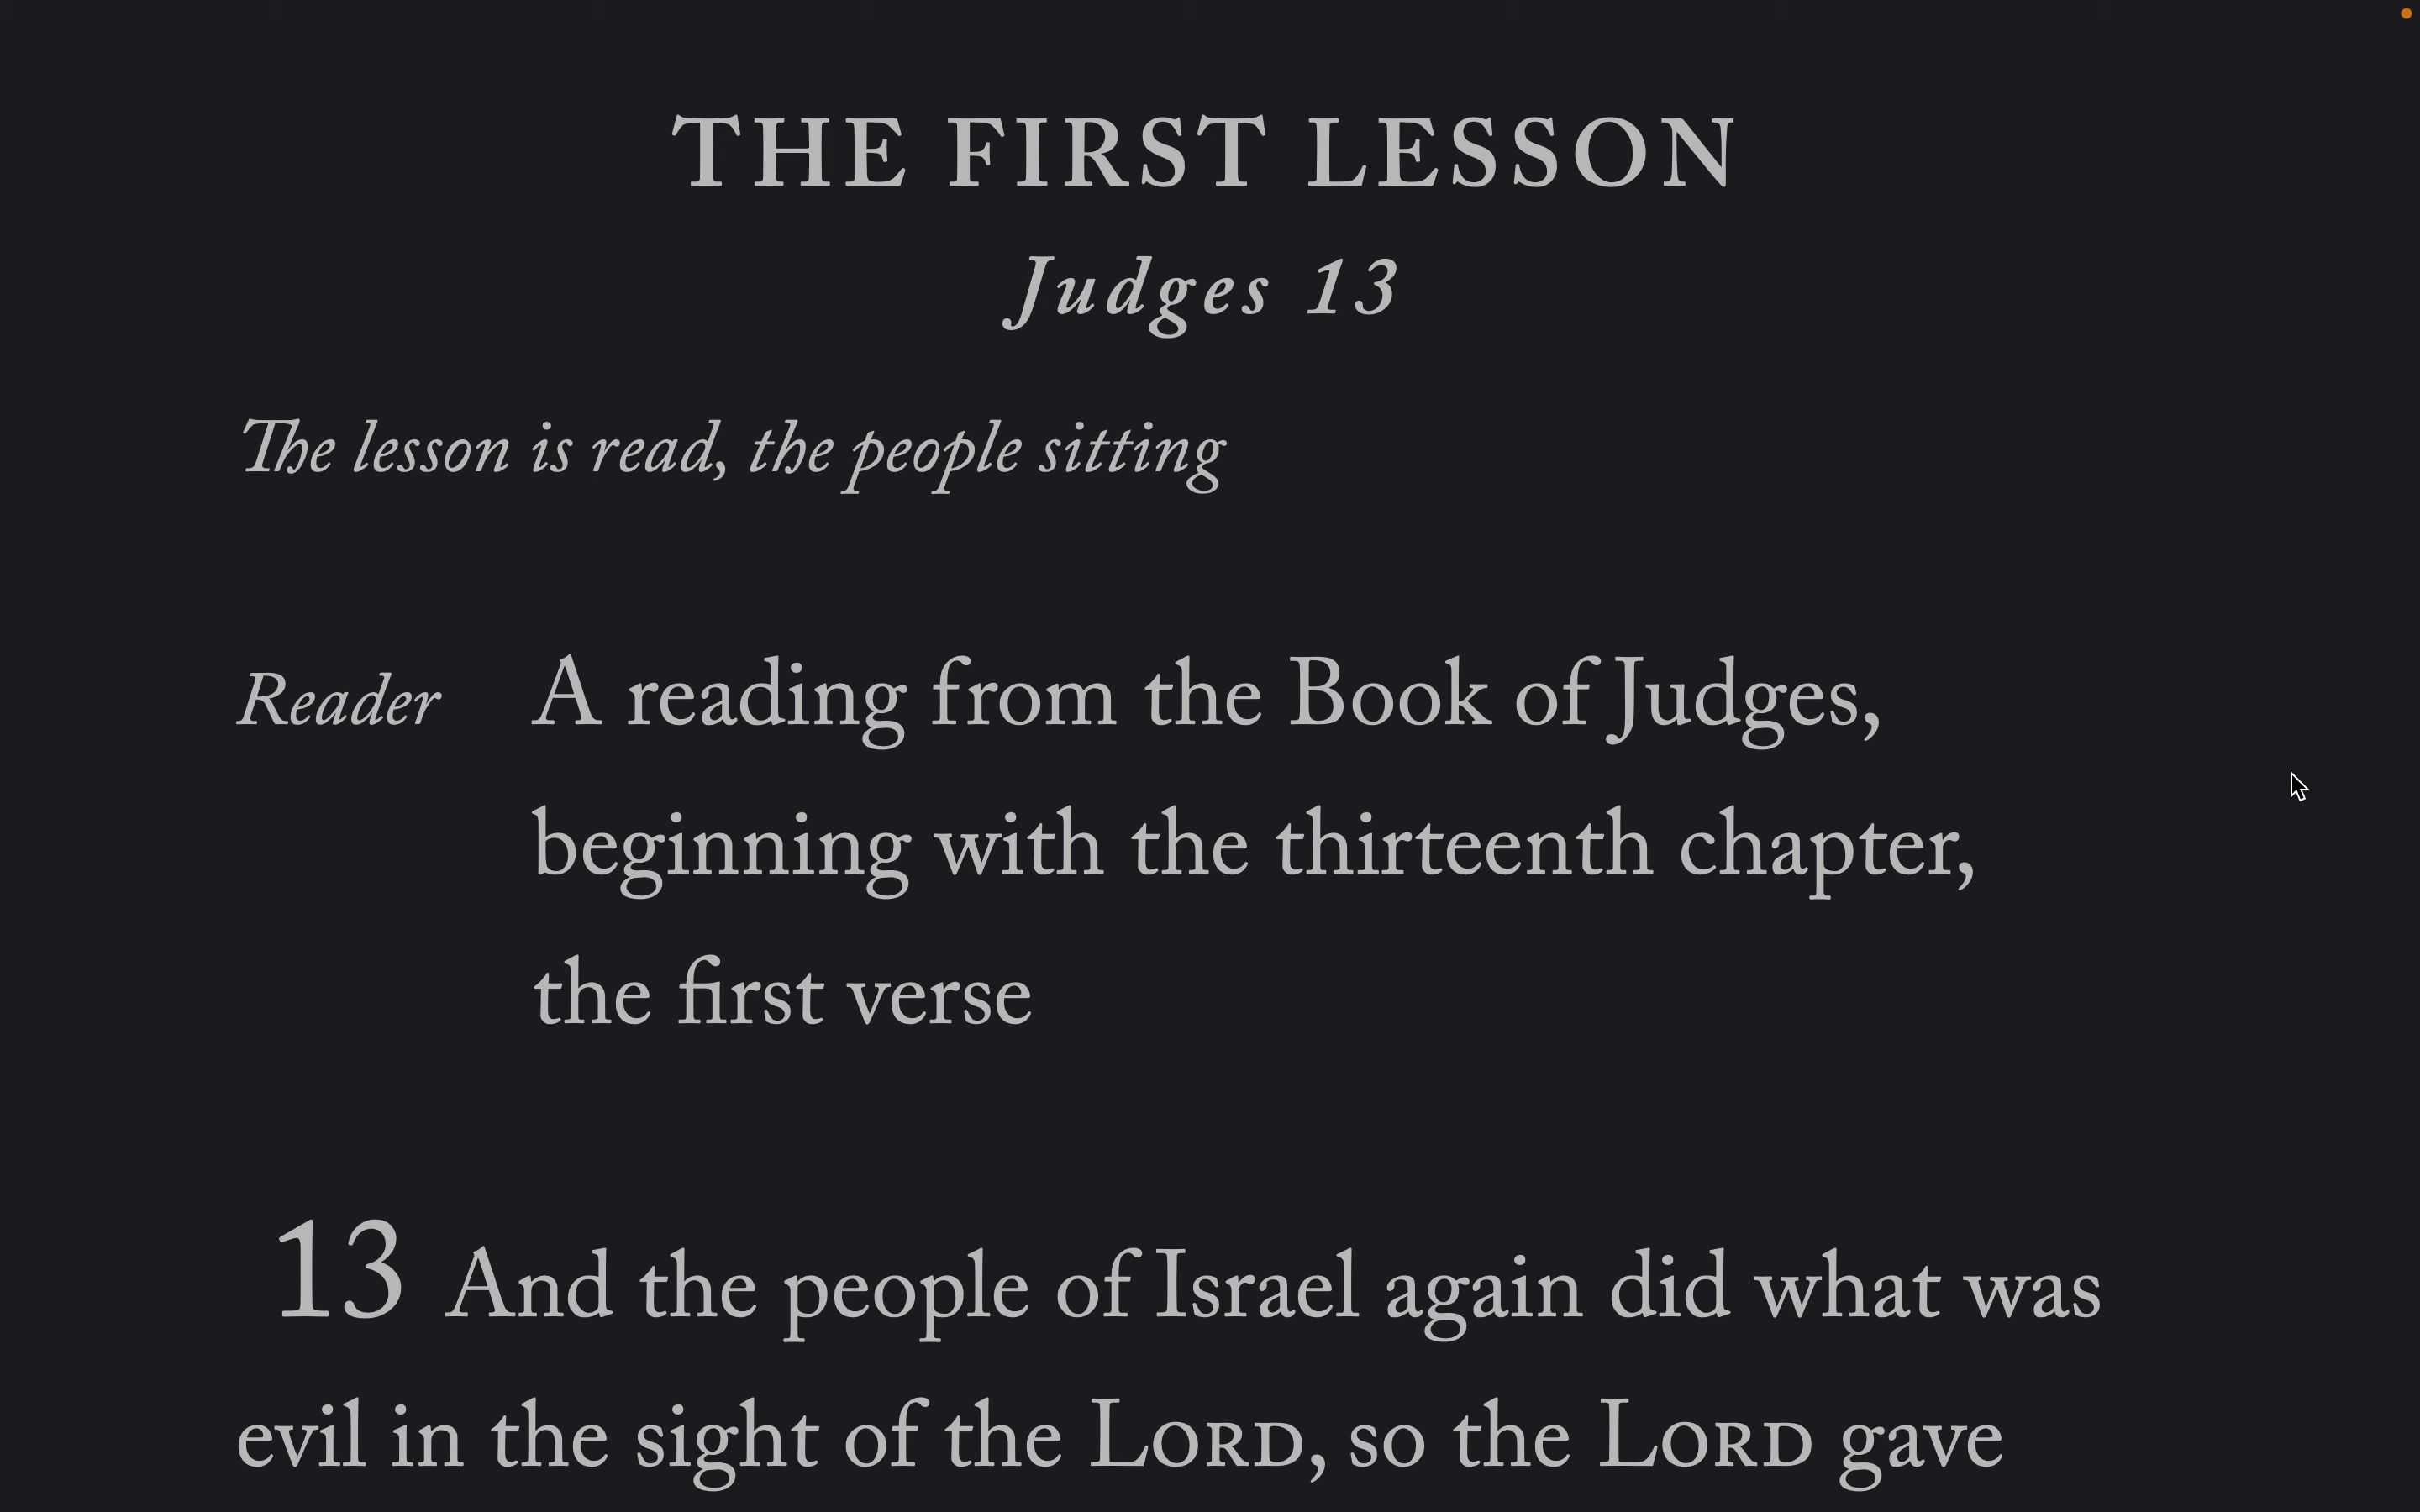 THE FIRST LESSON
Judges 13
The lesson is read, the people sitting
Reader A reading from the Book of Judges,
beginning with the thirteenth chapter,
the first verse
13 And the people of Israel again did what was
evil in the sight of the LORD, so the LORD gave